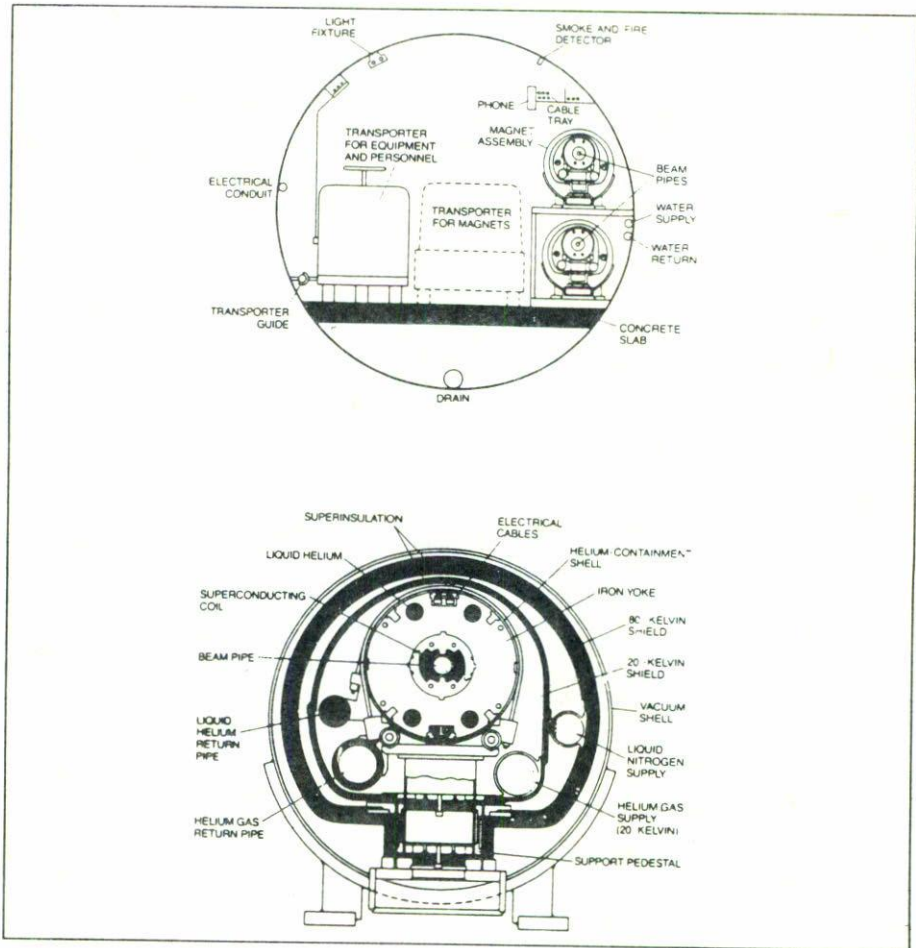 LIGHT
FIXTURE
SMOKE AND FIRE
DETECTOR
PHONE
CABLE
TRAY
MAGNET
ASSEMBLY
TRANSPORTER
FOR EQUIPMENT
AND PERSONNEL
BEAM
PIPES
ELECTRICAL
CONDUIT
TRANSPORTER
FOR MAGNETS
WATER
SUPPLY
WATER
RETURN
TRANSPORTER
GUIDE
CONCRETE
SLAB
DRAIN
SUPERINSULATION
ELECTRICAL
CABLES
LIQUID HELIUM
HELIUM-CONTAINMENT
SHELL
SUPERCONDUCTING
COIL
IRON YOKE
80-KELVIN
SHIELD
BEAM PIPE
20-KELVIN
SHIELD
VACUUM
SHELL
LIQUID
HELIUM
RETURN
PIPE
LIQUID
NITROGEN
SUPPLY
HELIUM GAS
RETURN PIPE
HELIUM GAS
SUPPLY
(20 KELVIN)
SUPPORT PEDESTAL